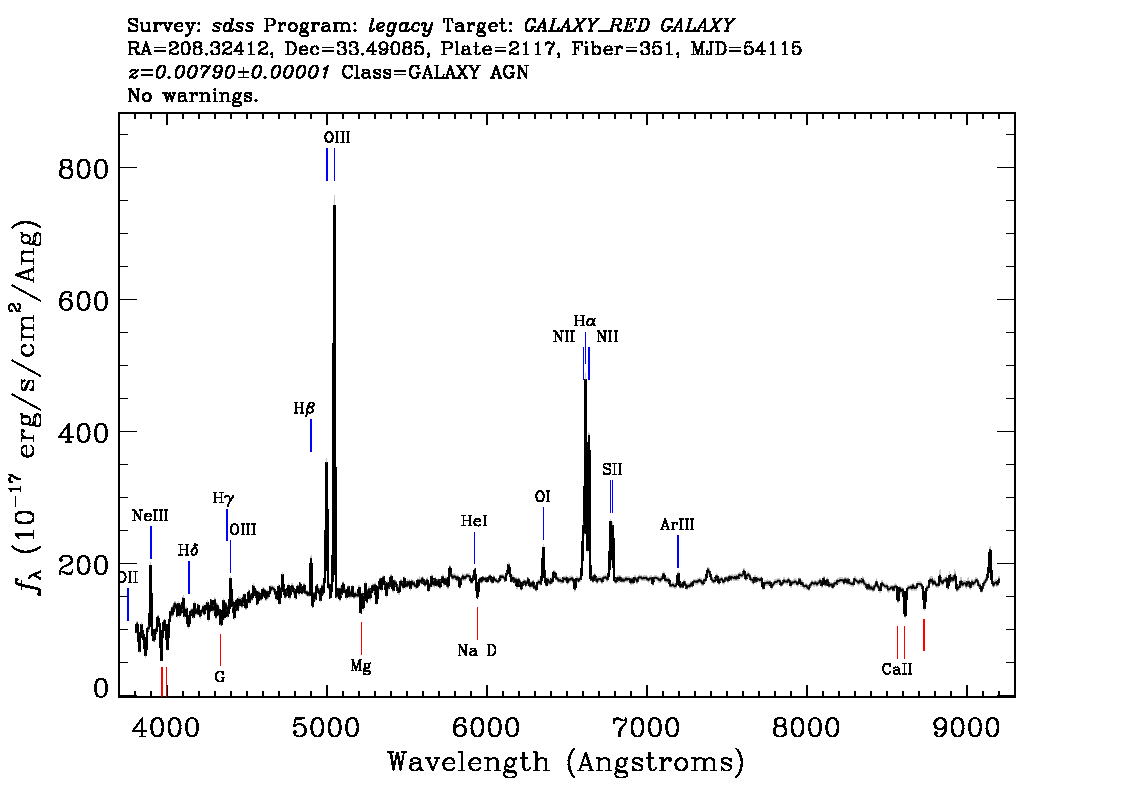 Survey: sdss Program: legacy Target: GALAXY_RED GALAXY
RA=208.32412, Dec=33.49085, Plate=2117, Fiber=351, MJD=54115
z=0.00790±0.00001 Class=GALAXY AGN
No warnings.
OIII
800
600
Hα
NII NII
Hβ
400
SII
Hγ
OI
NeIII
OIII
HeI
ArIII
Hδ
200
OII
Na D
Mg
CaII
G
0
4000 5000 6000 7000 8000 9000
Wavelength (Angstroms)
fλ (10⁻¹⁷ erg/s/cm²/Ang)